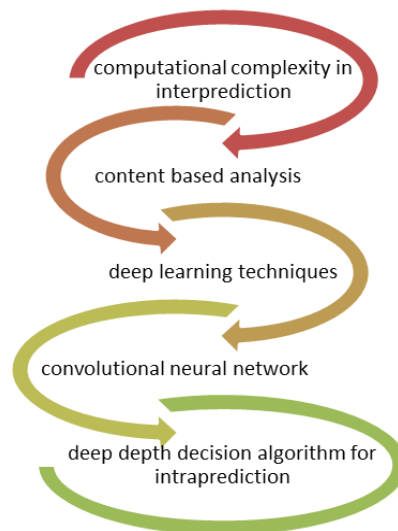 computational complexity in
interprediction
content based analysis
deep learning techniques
convolutional neural network
deep depth decision algorithm for
intraprediction